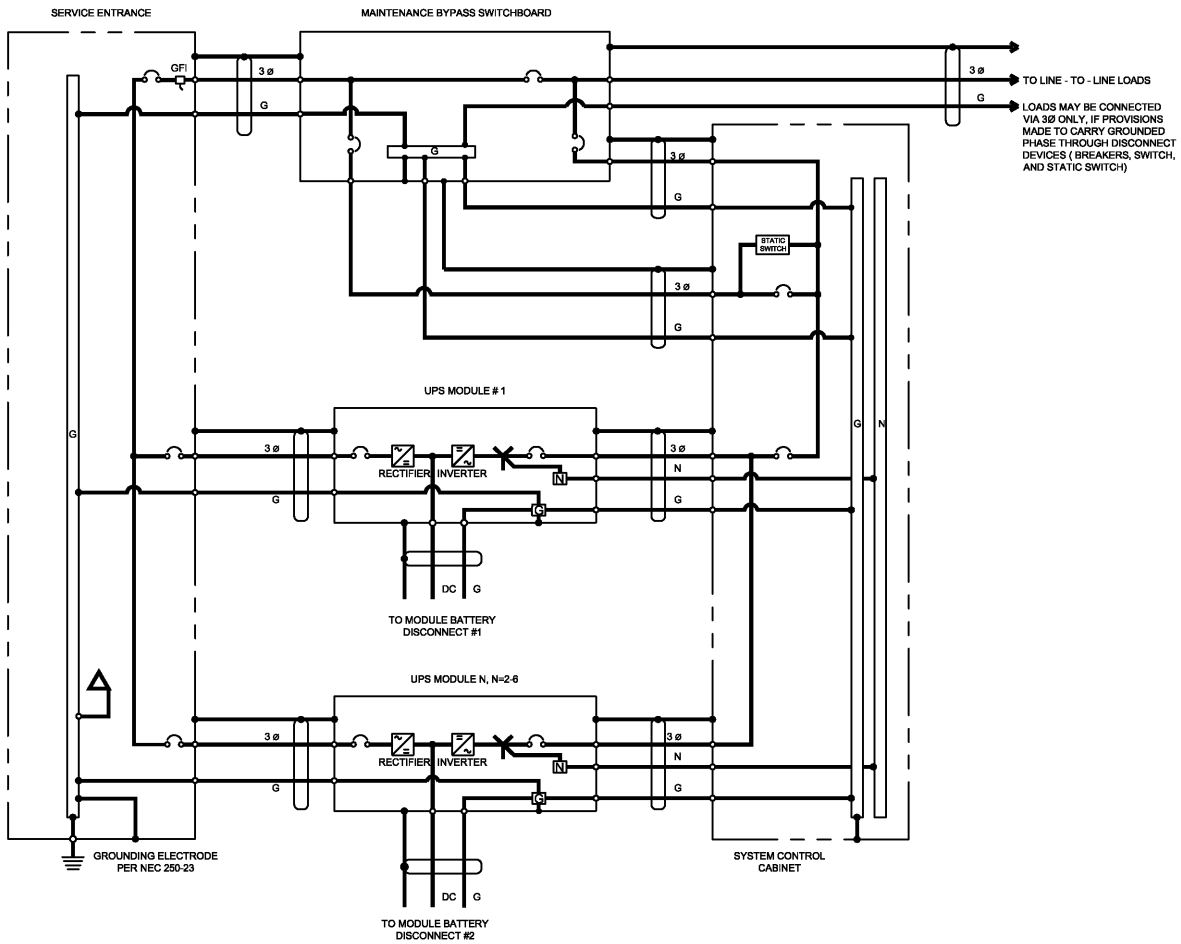 SERVICE ENTRANCE
MAINTENANCE BYPASS SWITCHBOARD
GFI
3 ø
G
3 ø
TO LINE - TO - LINE LOADS
G
LOADS MAY BE CONNECTED
VIA 3Ø ONLY, IF PROVISIONS
MADE TO CARRY GROUNDED
PHASE THROUGH DISCONNECT
DEVICES ( BREAKERS, SWITCH,
AND STATIC SWITCH)
G
3 ø
G
STATIC
SWITCH
3 ø
G
UPS MODULE # 1
G
G
N
3 ø
RECTIFIER
INVERTER
N
3 ø
N
G
G
G
DC
G
TO MODULE BATTERY
DISCONNECT #1
UPS MODULE N, N=2-6
3 ø
RECTIFIER
INVERTER
N
3 ø
N
G
G
G
DC
G
TO MODULE BATTERY
DISCONNECT #2
GROUNDING ELECTRODE
PER NEC 250-23
SYSTEM CONTROL
CABINET